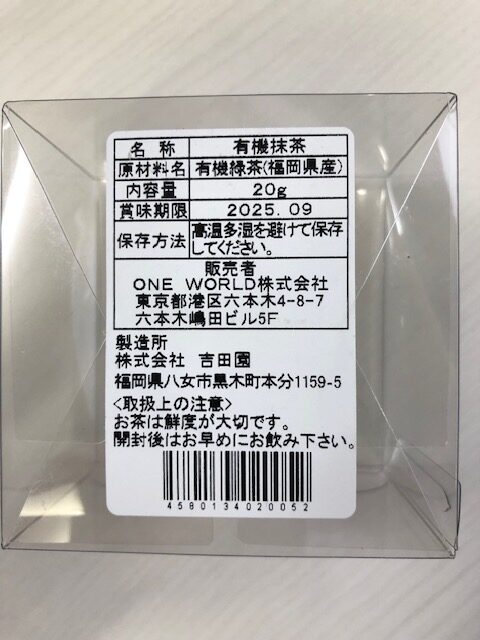 名 称 有機抹茶
原材料名 有機緑茶(福岡県産)
内容量 20g
賞味期限 2025.09
保存方法 高温多湿を避けて保存
してください。
販売者
ONE WORLD株式会社
東京都港区六本木4-8-7
六本木嶋田ビル5F
製造所
株式会社 吉田園
福岡県八女市黒木町本分1159-5
<取扱上の注意>
お茶は鮮度が大切です。
開封後はお早めにお飲み下さい。
4580134020052